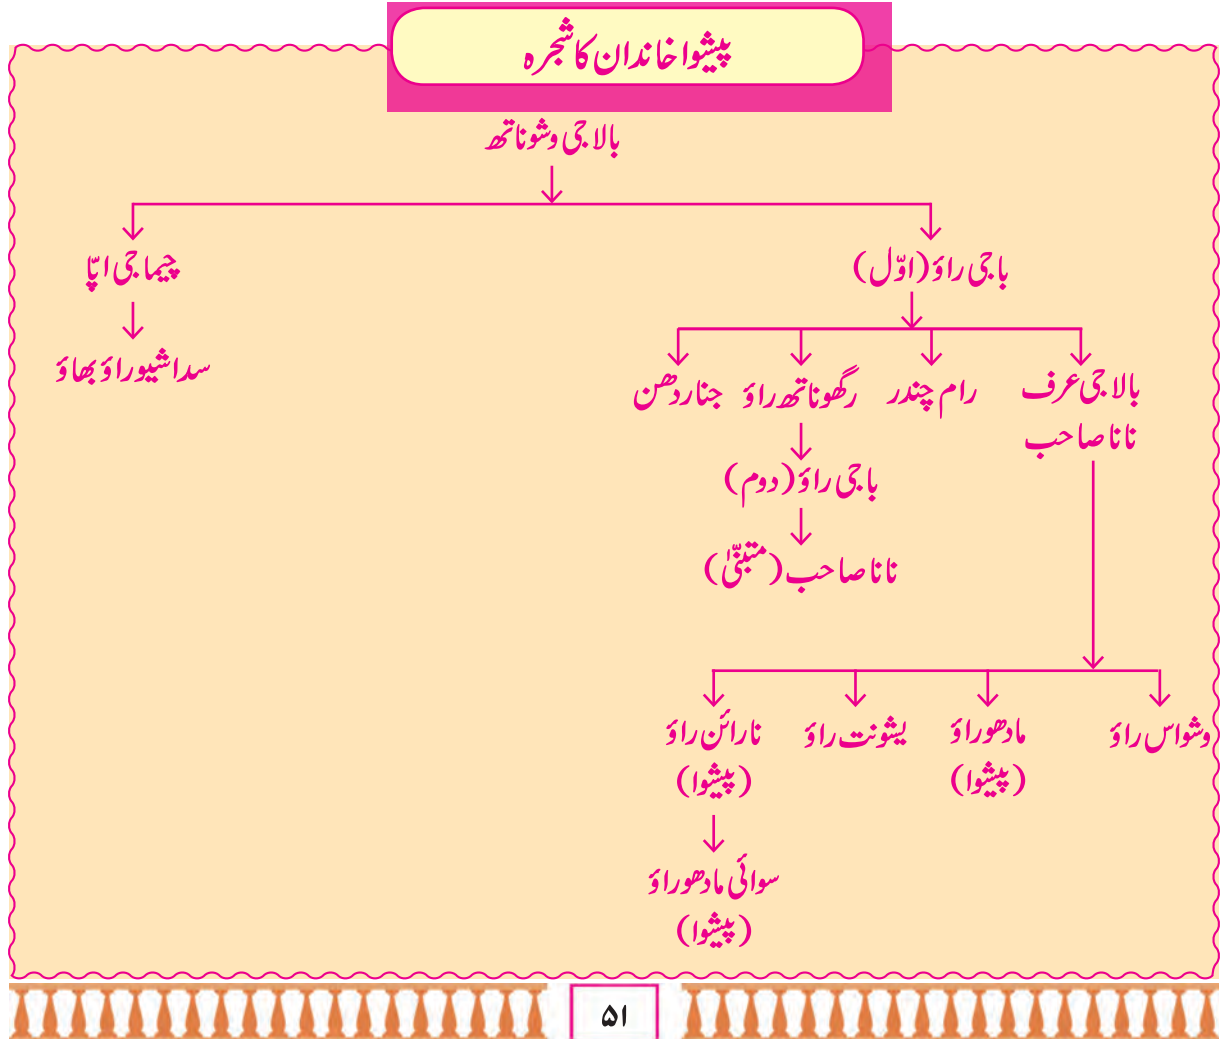 پیشوا خاندان کا شجرہ
بالاجی وشوناتھ
باجی راؤ (اوّل)
چیماجی اپّا
بالاجی عرف
نانا صاحب
رام چندر
رگھوناتھ راؤ
جناردھن
سداشیوراؤ بھاؤ
باجی راؤ (دوم)
نانا صاحب (متبنّیٰ)
وشواس راؤ
مادھوراؤ
(پیشوا)
یشونت راؤ
نارائن راؤ
(پیشوا)
سوائی مادھوراؤ
(پیشوا)
۵۱